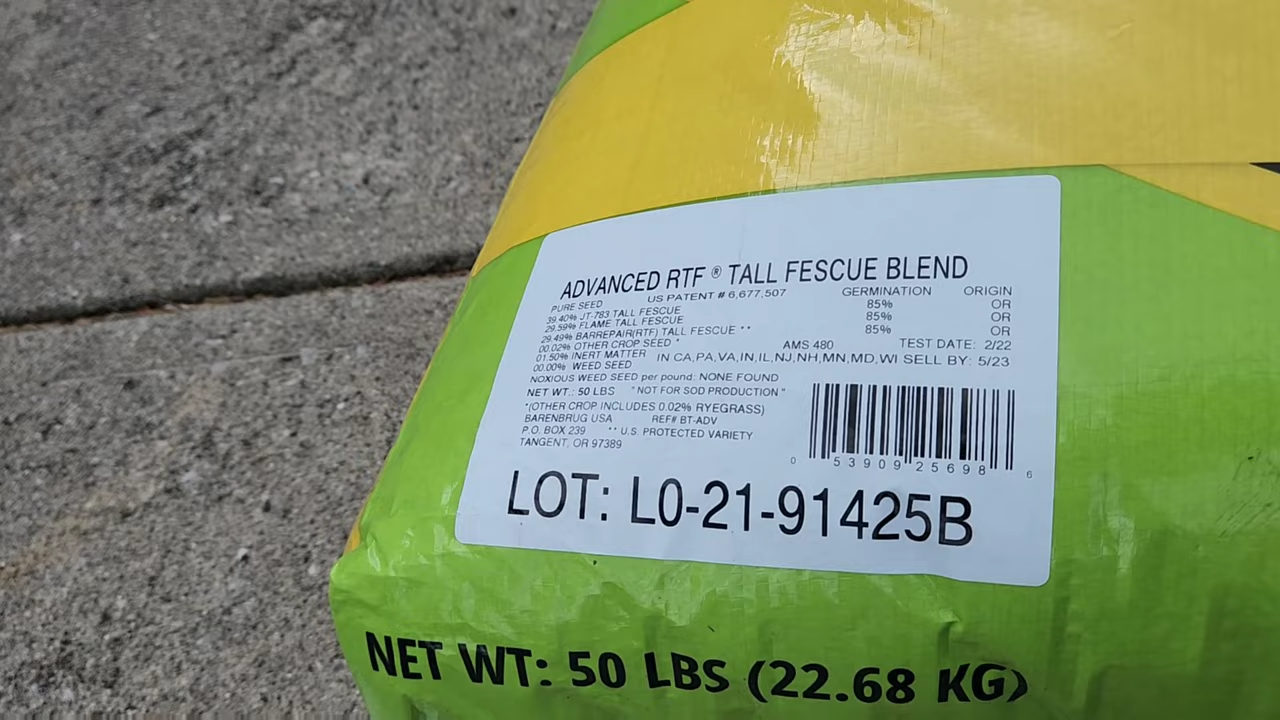 ADVANCED RTF ® TALL FESCUE BLEND
PURE SEED US PATENT # 6,677,507 GERMINATION ORIGIN
39.40% JT-783 TALL FESCUE 85% OR
29.59% FLAME TALL FESCUE 85% OR
29.49% BARREPAIR(RTF) TALL FESCUE ** 85% OR
00.02% OTHER CROP SEED * AMS 480 TEST DATE: 2/22
01.50% INERT MATTER IN CA,PA,VA,IN,IL,NJ,NH,MN,MD,WI SELL BY: 5/23
00.00% WEED SEED
NOXIOUS WEED SEED per pound: NONE FOUND
NET WT.: 50 LBS "NOT FOR SOD PRODUCTION"
*(OTHER CROP INCLUDES 0.02% RYEGRASS)
BARENBRUG USA REF# BT-ADV
P.O. BOX 239 ** U.S. PROTECTED VARIETY
TANGENT, OR 97389
0 53909 25698 6
LOT: L0-21-91425B
NET WT: 50 LBS (22.68 KG)